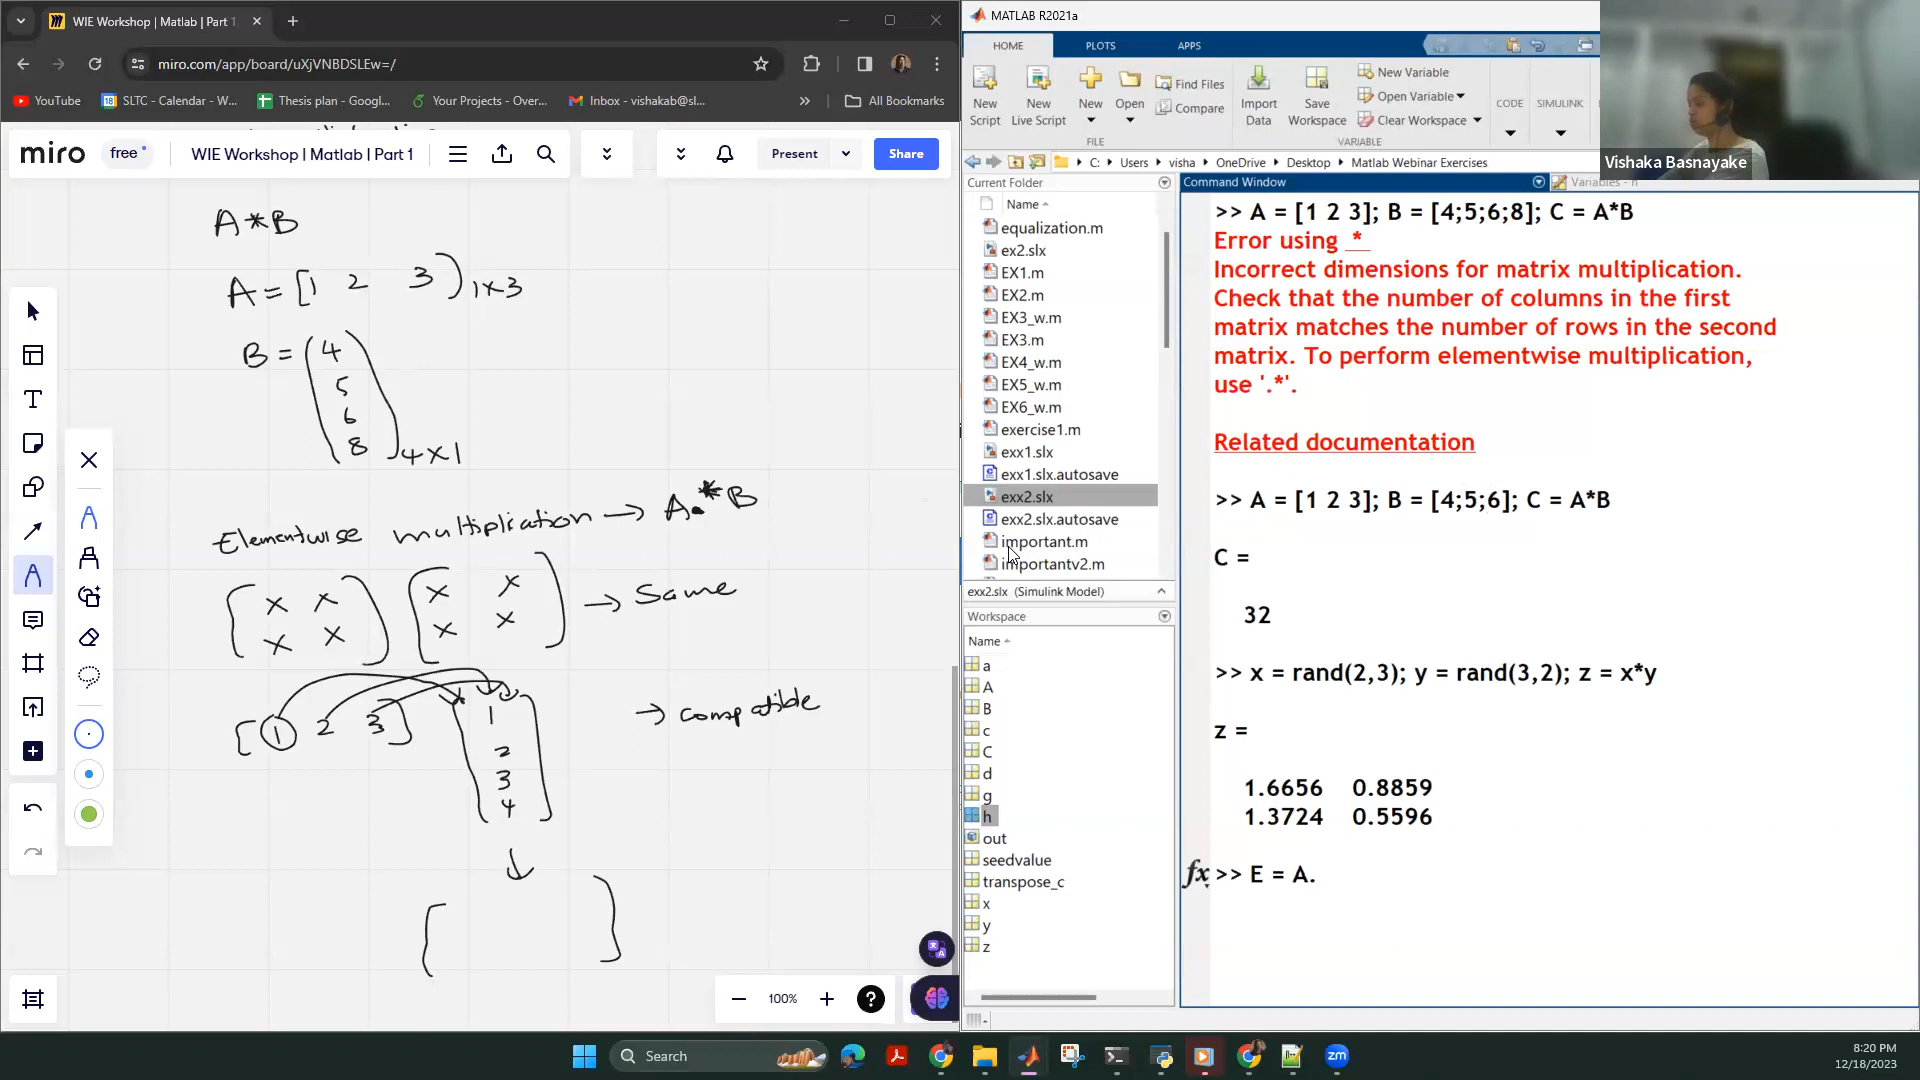 WIE Workshop | Matlab | Part 1
miro.com/app/board/uXjVNBDSLEw=/
YouTube
SLTC - Calendar - W...
Thesis plan - Googl...
Your Projects - Over...
Inbox - vishakab@sl...
All Bookmarks
miro
free
WIE Workshop | Matlab | Part 1
Present
Share
A*B
A = [1 2 3) 1x3
B = (4
5
6
8) 4x1
Elementwise multiplication → A.*B
[x x] [x x] → Same
x x x x
[1 2 3] [1 → compatible
2
3
4]
100%
?
MATLAB R2021a
HOME
PLOTS
APPS
New Script
New Live Script
New
Open
Find Files
Compare
Import Data
Save Workspace
New Variable
Open Variable
Clear Workspace
CODE
SIMULINK
FILE
VARIABLE
C: Users visha OneDrive Desktop Matlab Webinar Exercises
Vishaka Basnayake
Current Folder
Name
equalization.m
ex2.slx
EX1.m
EX2.m
EX3_w.m
EX3.m
EX4_w.m
EX5_w.m
EX6_w.m
exercise1.m
exx1.slx
exx1.slx.autosave
exx2.slx
exx2.slx.autosave
important.m
importantv2.m
exx2.slx (Simulink Model)
Workspace
Name
a
A
B
c
C
d
g
h
out
seedvalue
transpose_c
x
y
z
Command Window
Variables - h
>> A = [1 2 3]; B = [4;5;6;8]; C = A*B
Error using *
Incorrect dimensions for matrix multiplication.
Check that the number of columns in the first
matrix matches the number of rows in the second
matrix. To perform elementwise multiplication,
use '.*'.
Related documentation
>> A = [1 2 3]; B = [4;5;6]; C = A*B
C =
32
>> x = rand(2,3); y = rand(3,2); z = x*y
z =
1.6656 0.8859
1.3724 0.5596
fx >> E = A.
Search
zm
8:20 PM
12/18/2023